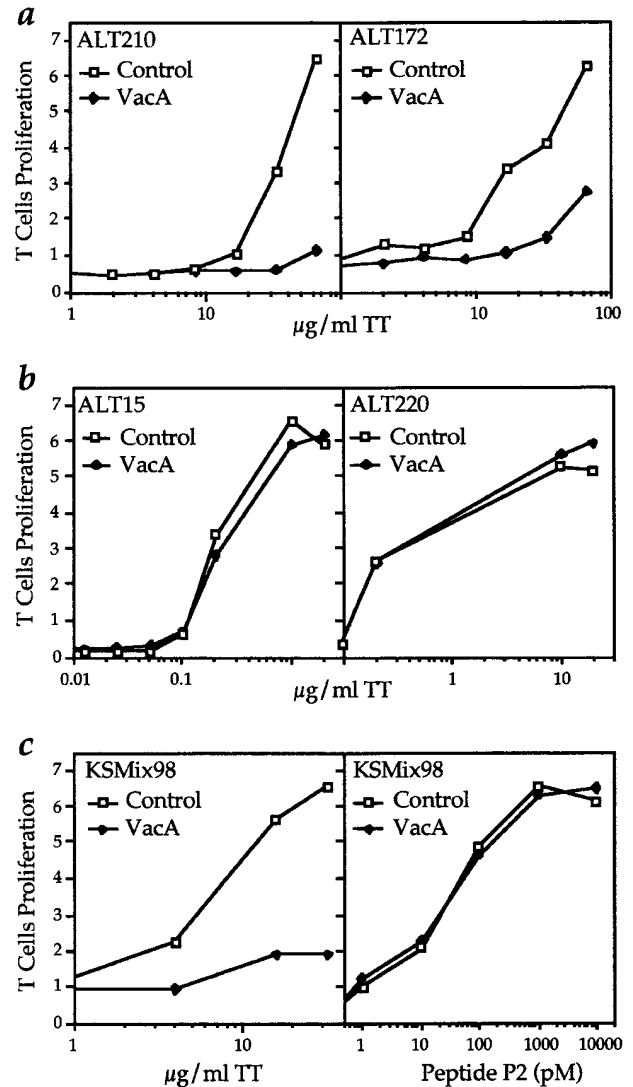 a
ALT210
Control
VacA
ALT172
Control
VacA
T Cells Proliferation
7
6
5
4
3
2
1
0
1
10
10
100
µg/ml TT
b
ALT15
Control
VacA
ALT220
Control
VacA
T Cells Proliferation
7
6
5
4
3
2
1
0
0.01
0.1
1
10
µg/ml TT
c
KSMix98
Control
VacA
KSMix98
Control
VacA
T Cells Proliferation
7
6
5
4
3
2
1
0
1
10
1
10
100
1000
10000
µg/ml TT
Peptide P2 (pM)